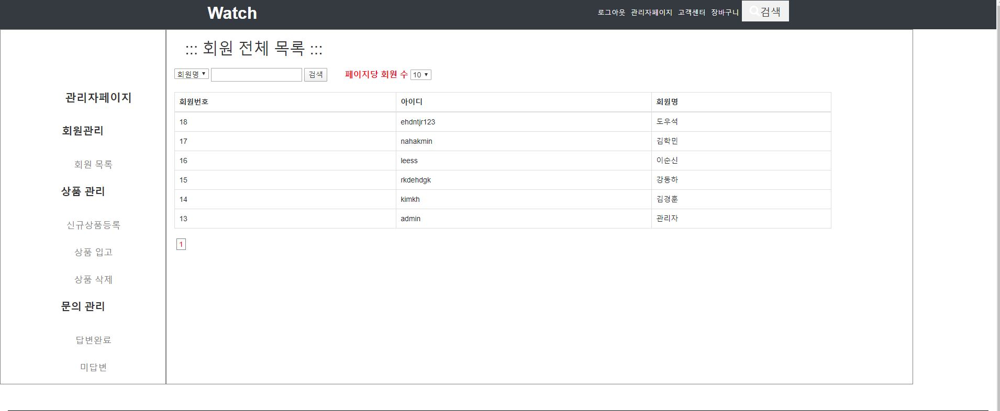 Watch
로그아웃 관리자페이지 고객센터 장바구니 검색
관리자페이지
회원관리
회원 목록
상품 관리
신규상품등록
상품 입고
상품 삭제
문의 관리
답변완료
미답변
::: 회원 전체 목록 :::
회원명 검색 페이지당 회원 수 10
회원번호 아이디 회원명
18 ehdntjr123 도우석
17 nahakmin 김학민
16 leess 이순신
15 rkdehdgk 강동하
14 kimkh 김경훈
13 admin 관리자
1